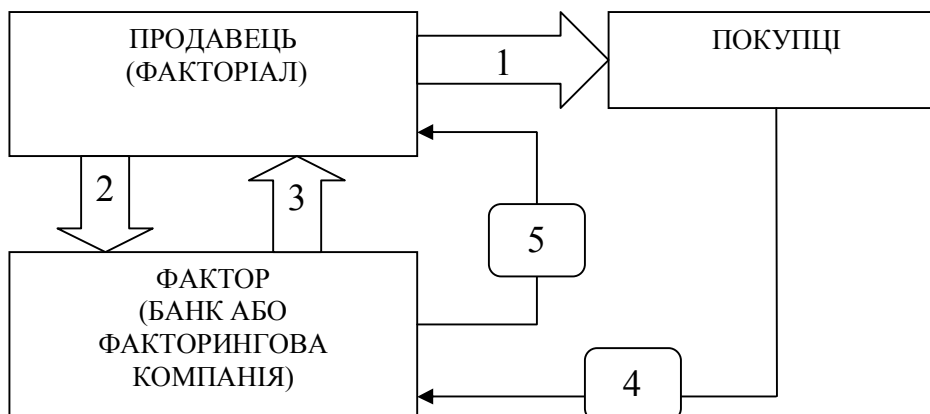 ПРОДАВЕЦЬ
(ФАКТОРІАЛ)
1
ПОКУПЦІ
2
3
5
ФАКТОР
(БАНК АБО
ФАКТОРИНГОВА
КОМПАНІЯ)
4